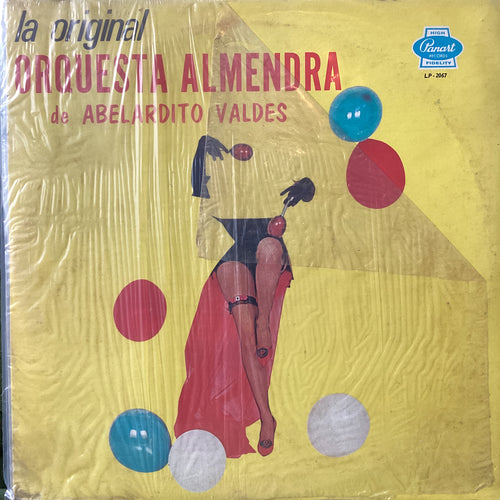 la original
ORQUESTA ALMENDRA
de ABELARDITO VALDES
HIGH
Panart
RECORDS
FIDELITY
LP - 2067